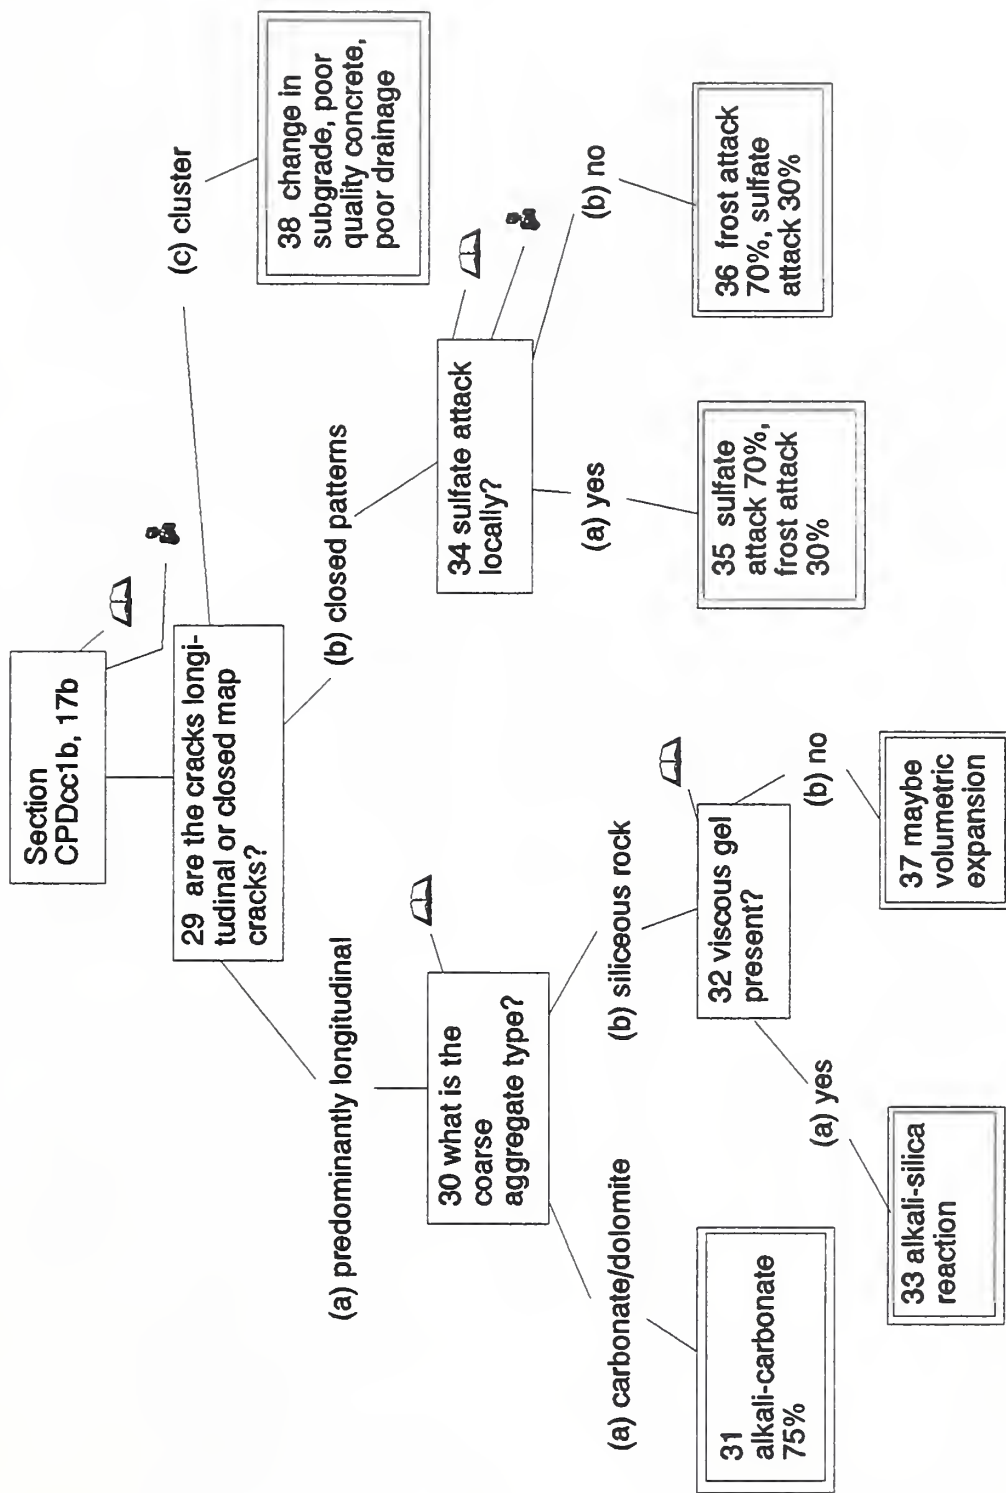 Section
CPDcc1b, 17b
29 are the cracks longi-
tudinal or closed map
cracks?
(a) predominantly longitudinal
(b) closed patterns
(c) cluster
30 what is the
coarse
aggregate type?
34 sulfate attack
locally?
38 change in
subgrade, poor
quality concrete,
poor drainage
(a) carbonate/dolomite
(b) siliceous rock
(a) yes
(b) no
31
alkali-carbonate
75%
32 viscous gel
present?
35 sulfate
attack 70%,
frost attack
30%
36 frost attack
70%, sulfate
attack 30%
(a) yes
(b) no
33 alkali-silica
reaction
37 maybe
volumetric
expansion